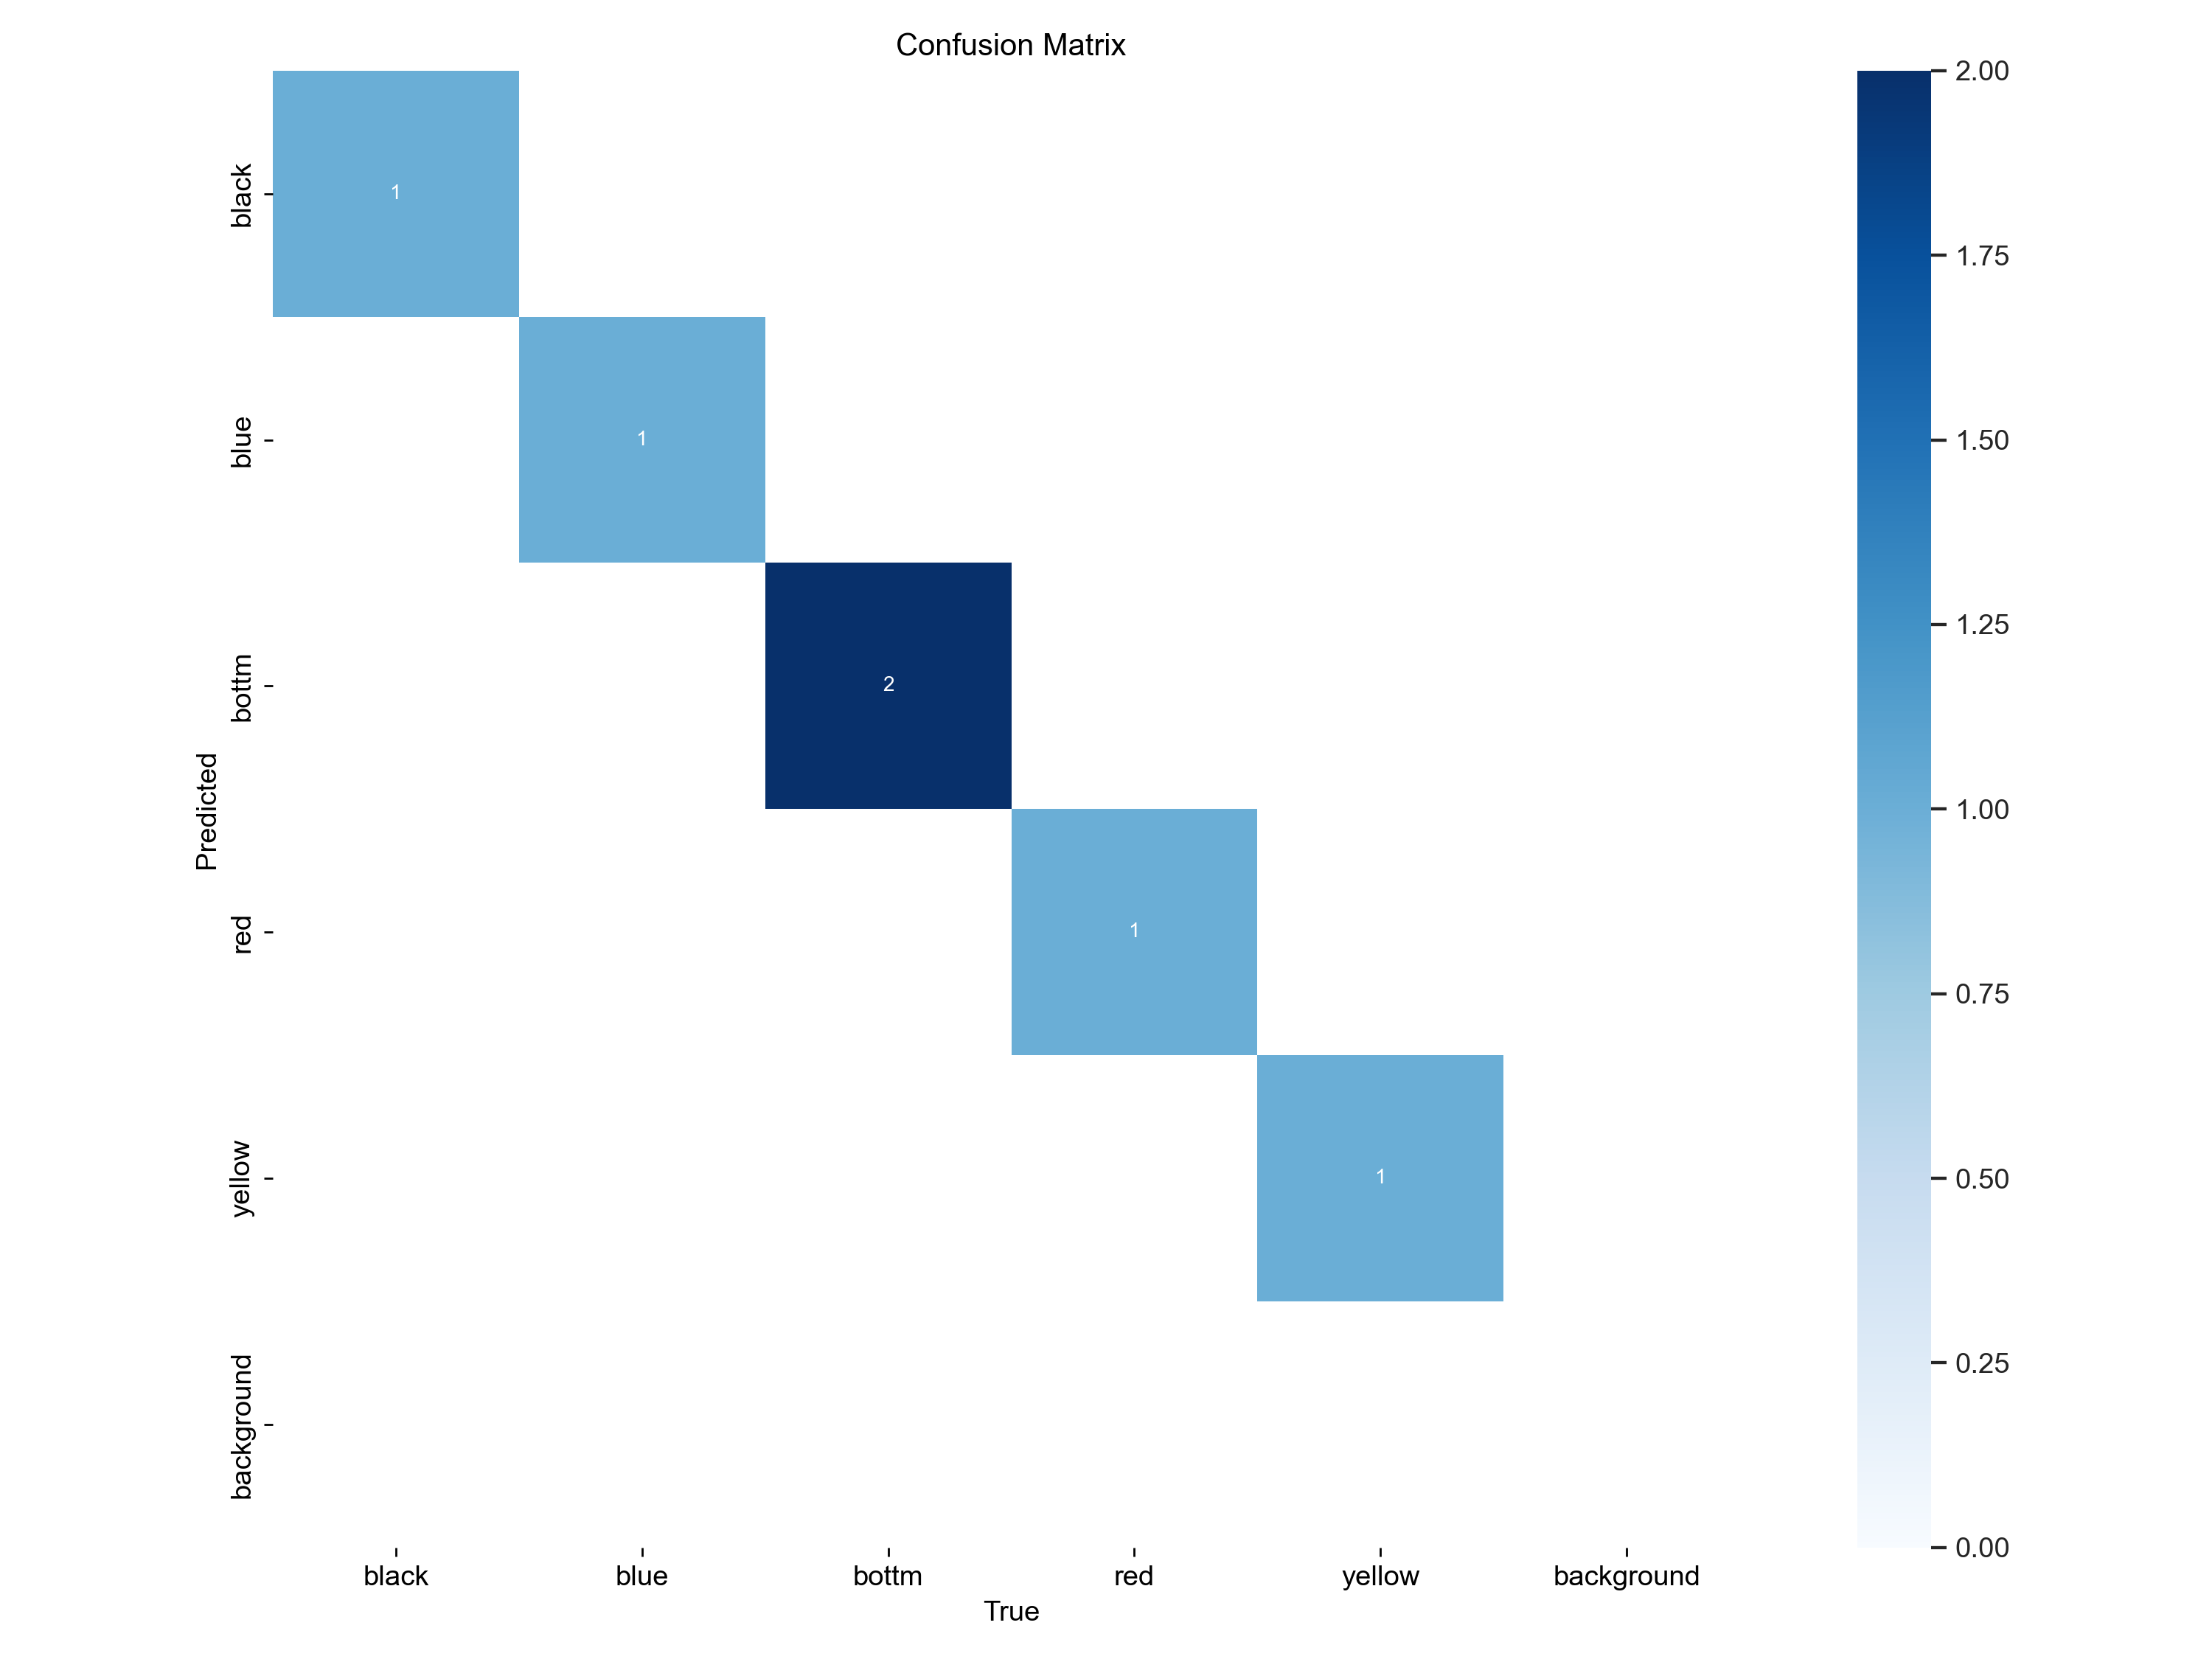 Confusion Matrix
black
1
blue
1
bottm
2
red
1
yellow
1
background
Predicted
black
blue
bottm
red
yellow
background
True
2.00
1.75
1.50
1.25
1.00
0.75
0.50
0.25
0.00